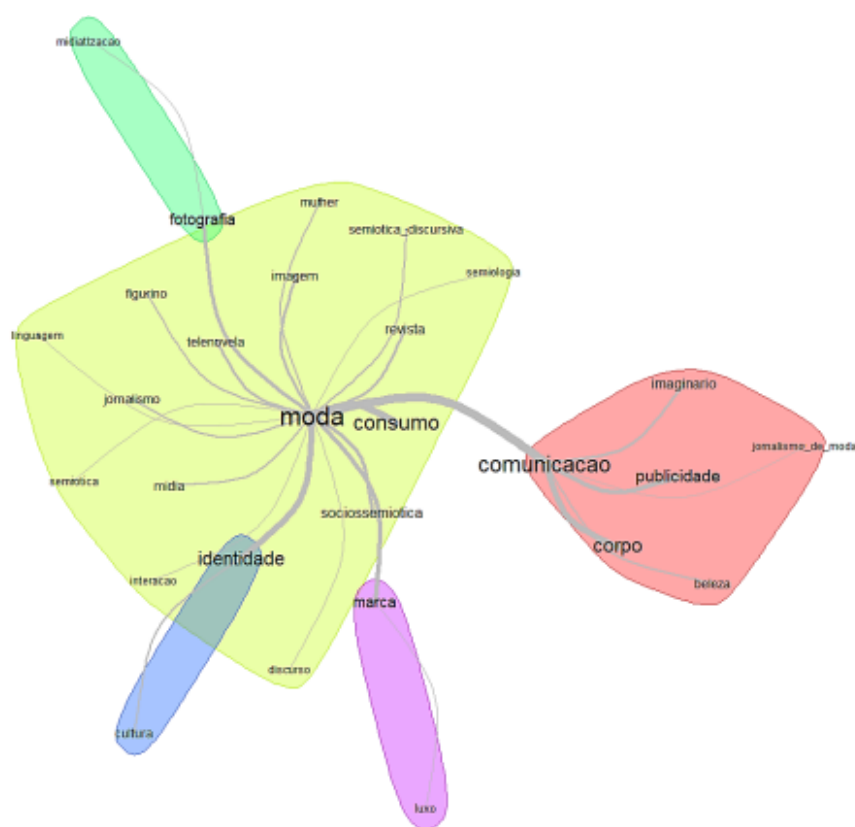 midiatizacao
fotografia
mulher
semiotica_discursiva
semiologia
imagem
figurino
linguagem
telenovela
revista
jornalismo
moda
consumo
imaginario
comunicacao
jornalismo_de_moda
publicidade
semiotica
midia
sociossemiotica
corpo
identidade
interacao
beleza
marca
discurso
cultura
luxo